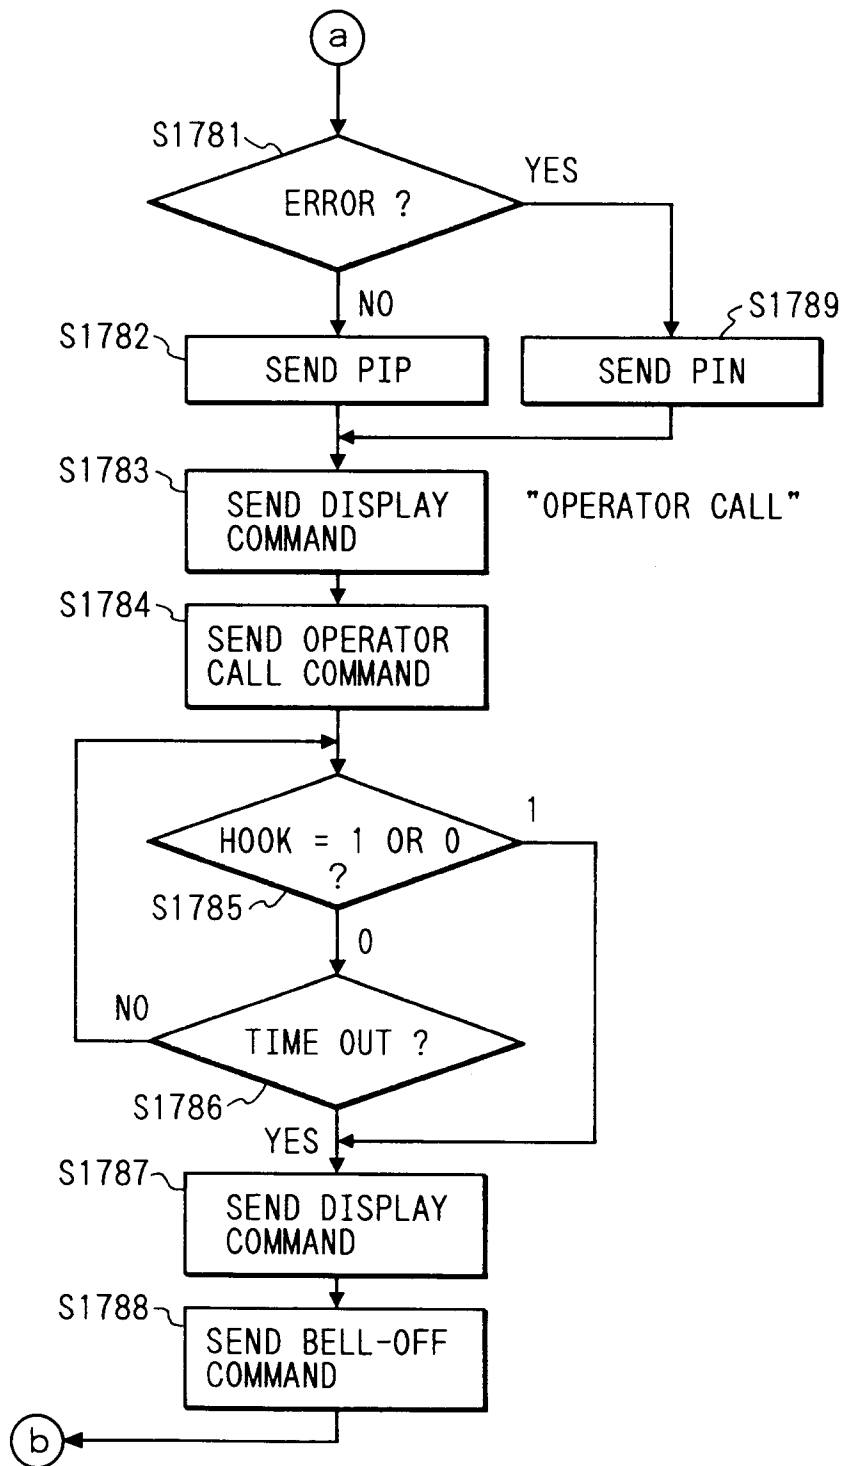 a
S1781
YES
ERROR ?
NO
S1789
S1782
SEND PIP
SEND PIN
S1783
SEND DISPLAY
COMMAND
"OPERATOR CALL"
S1784
SEND OPERATOR
CALL COMMAND
1
HOOK = 1 OR 0
?
S1785
0
NO
TIME OUT ?
S1786
YES
S1787
SEND DISPLAY
COMMAND
S1788
SEND BELL-OFF
COMMAND
b